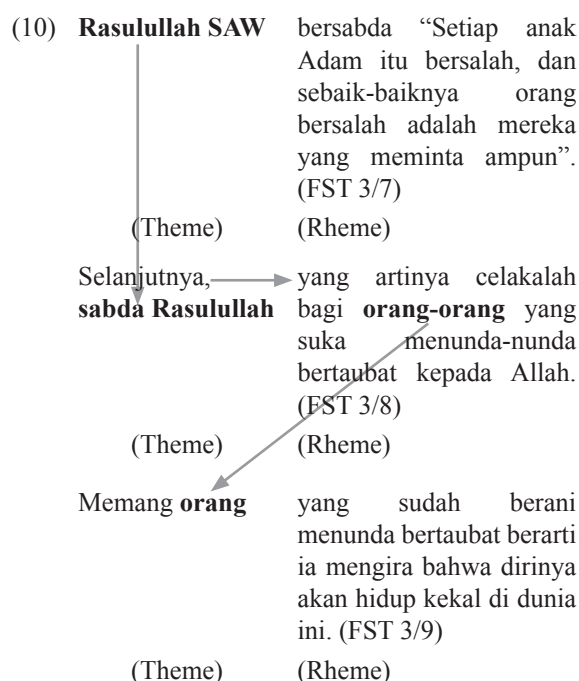 (10) Rasulullah SAW bersabda “Setiap anak
Adam itu bersalah, dan
sebaik-baiknya orang
bersalah adalah mereka
yang meminta ampun”.
(FST 3/7)
(Theme) (Rheme)
Selanjutnya, yang artinya celakalah
sabda Rasulullah bagi orang-orang yang
suka menunda-nunda
bertaubat kepada Allah.
(FST 3/8)
(Theme) (Rheme)
Memang orang yang sudah berani
menunda bertaubat berarti
ia mengira bahwa dirinya
akan hidup kekal di dunia
ini. (FST 3/9)
(Theme) (Rheme)